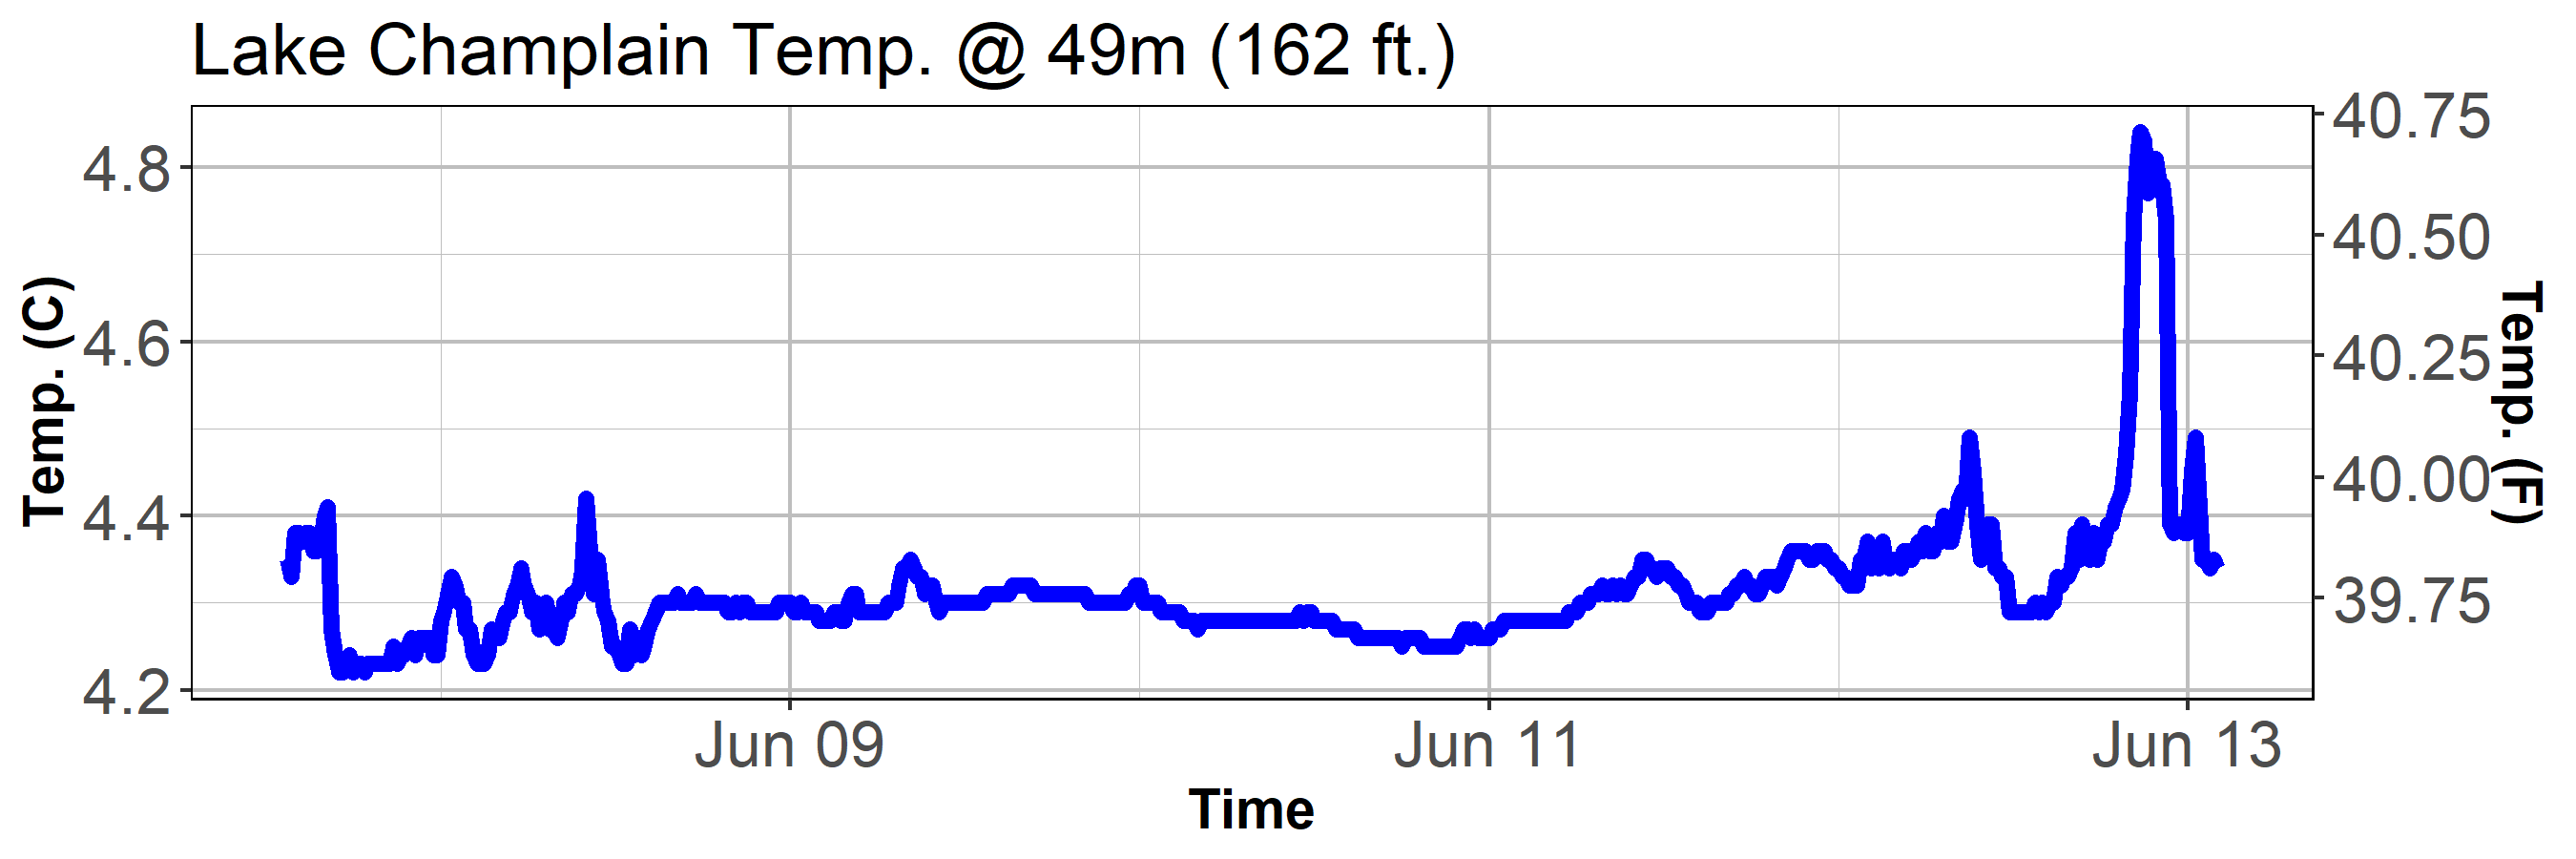 Lake Champlain Temp. @ 49m (162 ft.)
Temp. (C)
4.8
4.6
4.4
4.2
40.75
40.50
40.25
40.00
39.75
Temp. (F)
Jun 09
Jun 11
Jun 13
Time